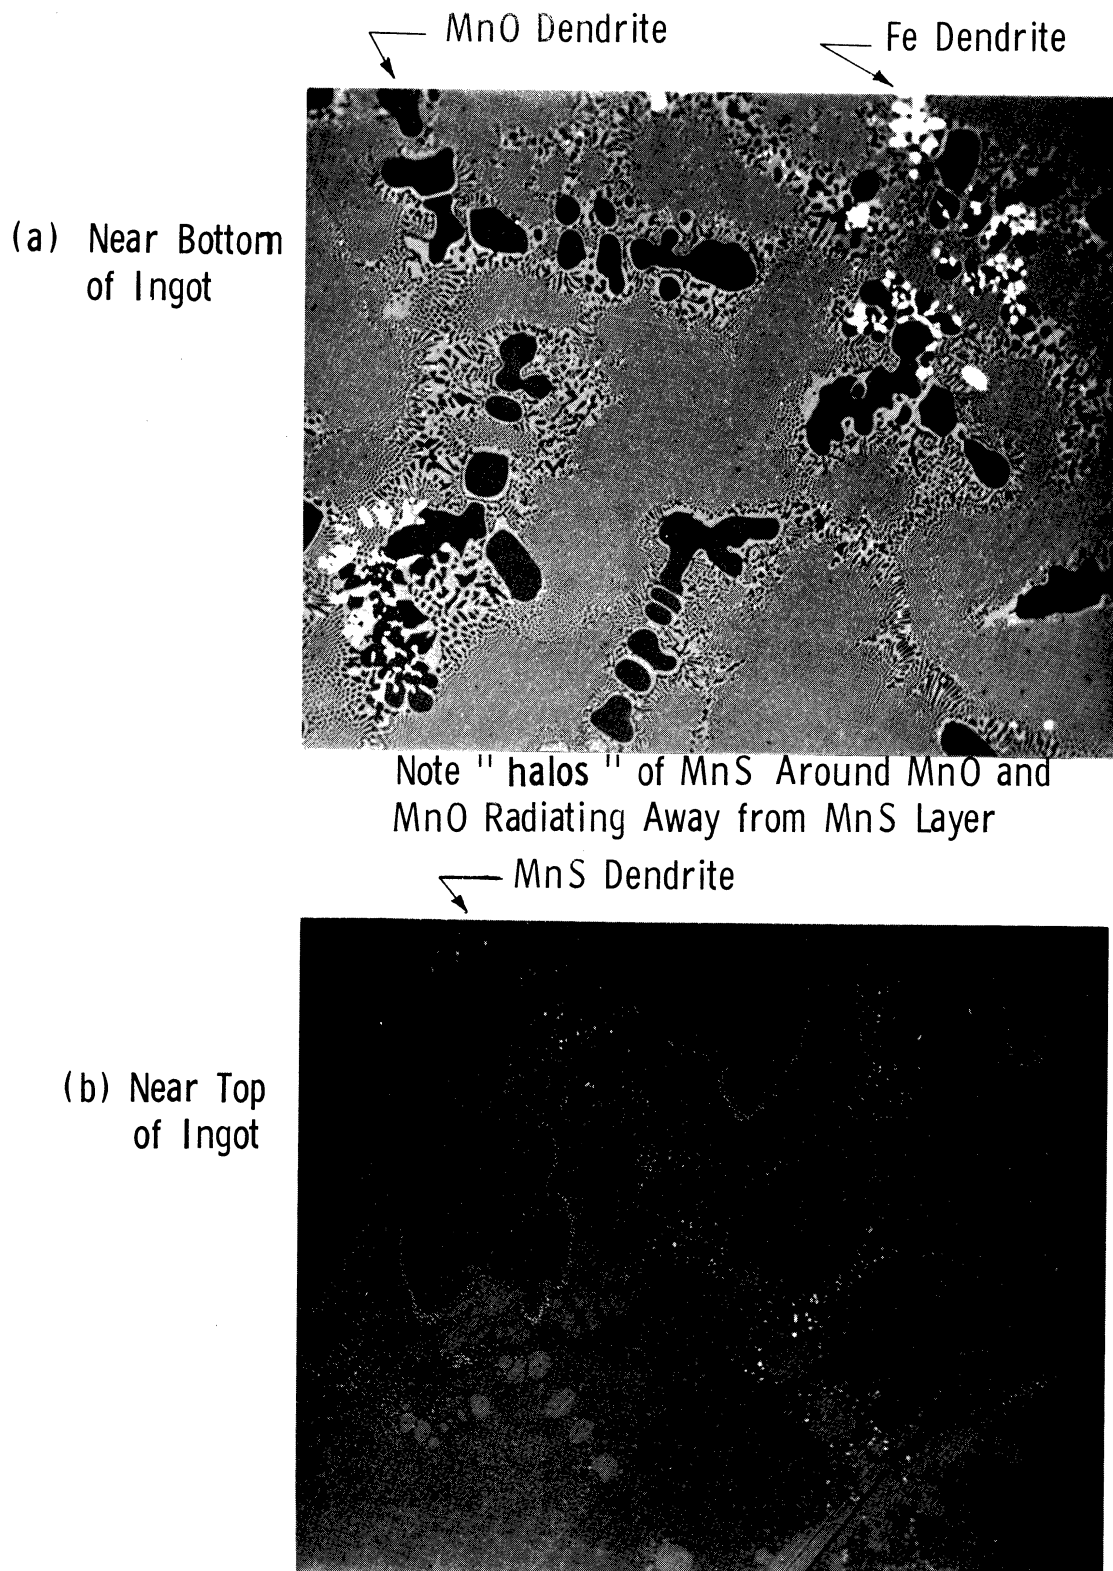 MnO Dendrite
Fe Dendrite
(a) Near Bottom
of Ingot
Note "halos" of MnS Around MnO and
MnO Radiating Away from MnS Layer
MnS Dendrite
(b) Near Top
of Ingot